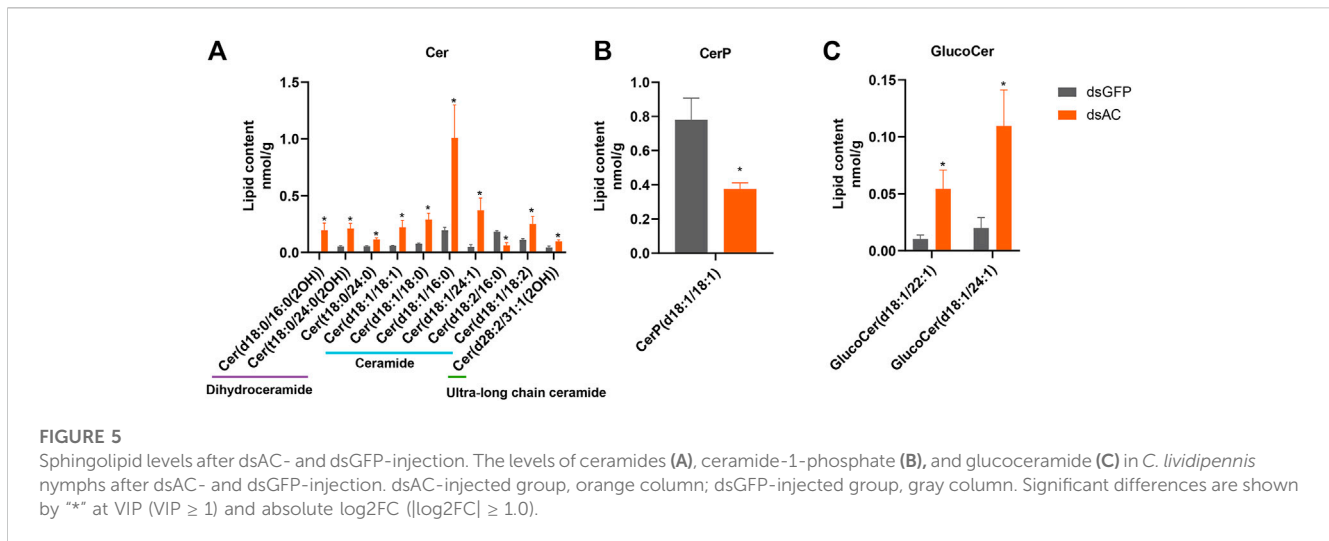 A
Cer
Lipid content
nmol/g
1.5
1.0
0.5
0.0
* * * * * * * * * *
Cer(d18:0/16:0(2OH))
Cer(t18:0/24:0(2OH))
Cer(t18:0/24:0)
Cer(d18:1/18:1)
Cer(d18:1/18:0)
Cer(d18:1/16:0)
Cer(d18:1/24:1)
Cer(d18:2/16:0)
Cer(d18:1/18:2)
Cer(d28:2/31:1(2OH))
Dihydroceramide
Ceramide
Ultra-long chain ceramide
B
CerP
Lipid content
nmol/g
1.0
0.8
0.6
0.4
0.2
0.0
*
CerP(d18:1/18:1)
C
GlucoCer
Lipid content
nmol/g
0.15
0.10
0.05
0.00
* *
GlucoCer(d18:1/22:1)
GlucoCer(d18:1/24:1)
dsGFP
dsAC
FIGURE 5
Sphingolipid levels after dsAC- and dsGFP-injection. The levels of ceramides (A), ceramide-1-phosphate (B), and glucoceramide (C) in C. lividipennis
nymphs after dsAC- and dsGFP-injection. dsAC-injected group, orange column; dsGFP-injected group, gray column. Significant differences are shown
by "*" at VIP (VIP ≥ 1) and absolute log2FC (|log2FC| ≥ 1.0).